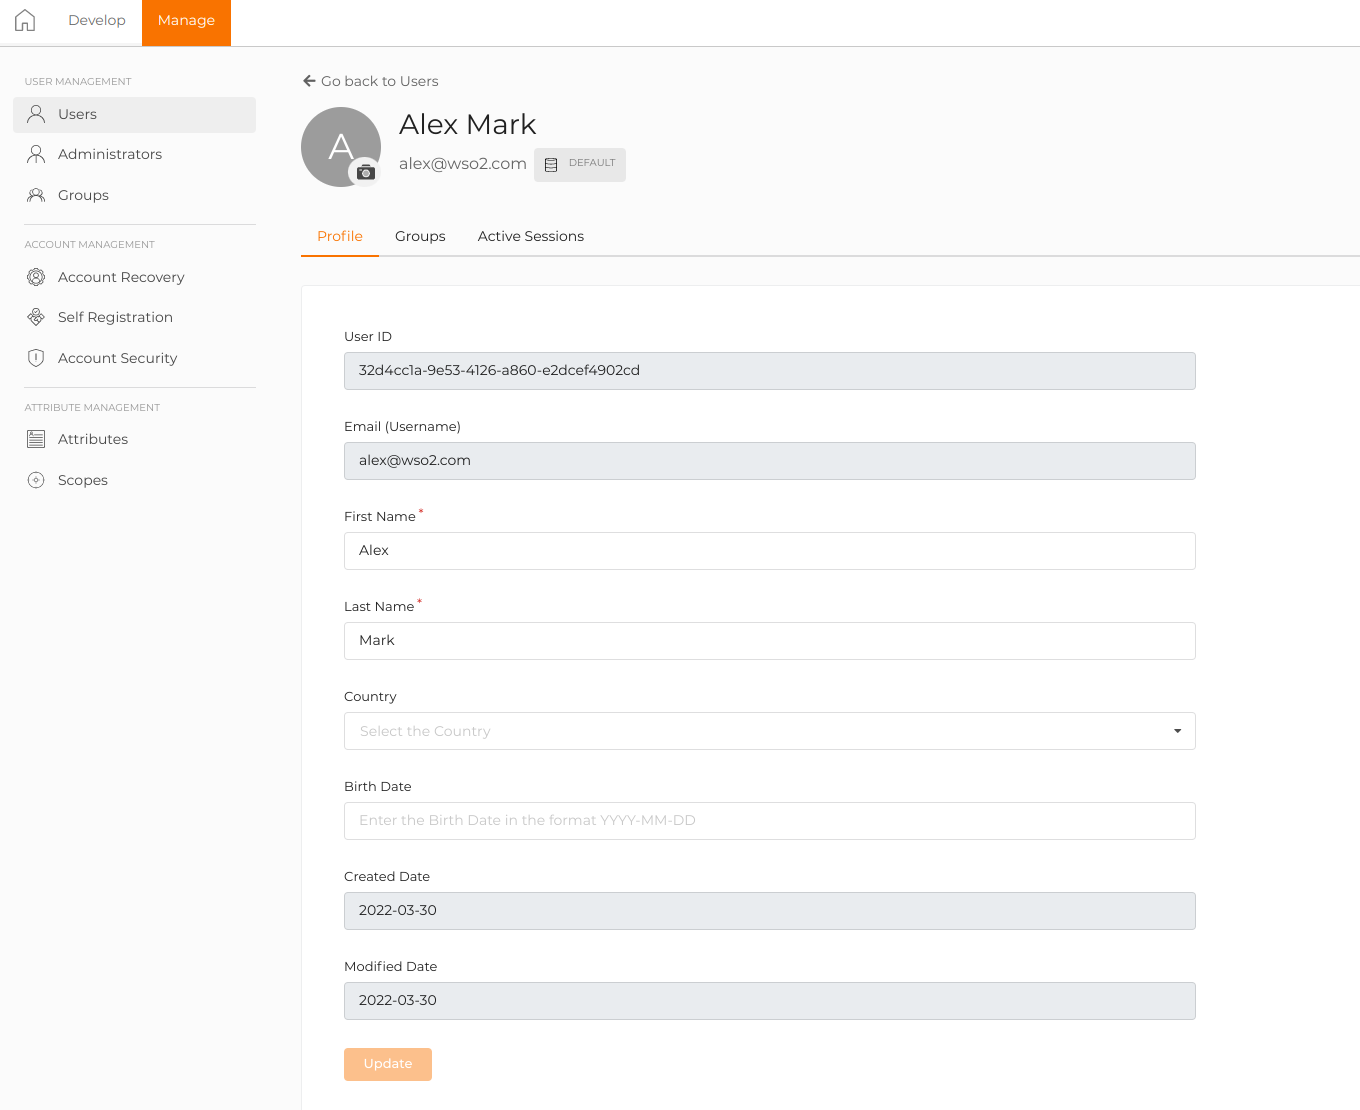 Develop
Manage
USER MANAGEMENT
Users
Administrators
Groups
ACCOUNT MANAGEMENT
Account Recovery
Self Registration
Account Security
ATTRIBUTE MANAGEMENT
Attributes
Scopes
Go back to Users
A
Alex Mark
alex@wso2.com
DEFAULT
Profile
Groups
Active Sessions
User ID
32d4cc1a-9e53-4126-a860-e2dcef4902cd
Email (Username)
alex@wso2.com
First Name *
Alex
Last Name *
Mark
Country
Select the Country
Birth Date
Enter the Birth Date in the format YYYY-MM-DD
Created Date
2022-03-30
Modified Date
2022-03-30
Update